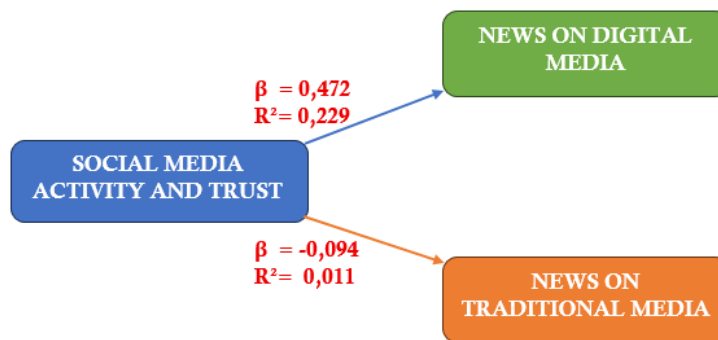 NEWS ON DIGITAL
MEDIA
β = 0,472
R²= 0,229
SOCIAL MEDIA
ACTIVITY AND TRUST
β = -0,094
R²= 0,011
NEWS ON
TRADITIONAL MEDIA